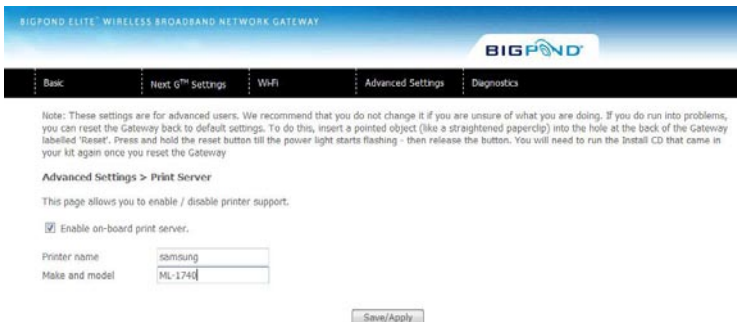 BIGPOND ELITE™ WIRELESS BROADBAND NETWORK GATEWAY
BIGPOND®
Basic
Next G™ Settings
Wi-Fi
Advanced Settings
Diagnostics
Note: These settings are for advanced users. We recommend that you do not change it if you are unsure of what you are doing. If you do run into problems,
you can reset the Gateway back to default settings. To do this, insert a pointed object (like a straightened paperclip) into the hole at the back of the Gateway
labelled 'Reset'. Press and hold the reset button till the power light starts flashing - then release the button. You will need to run the Install CD that came in
your kit again once you reset the Gateway
Advanced Settings > Print Server
This page allows you to enable / disable printer support.
Enable on-board print server.
Printer name samsung
Make and model ML-1740
Save/Apply